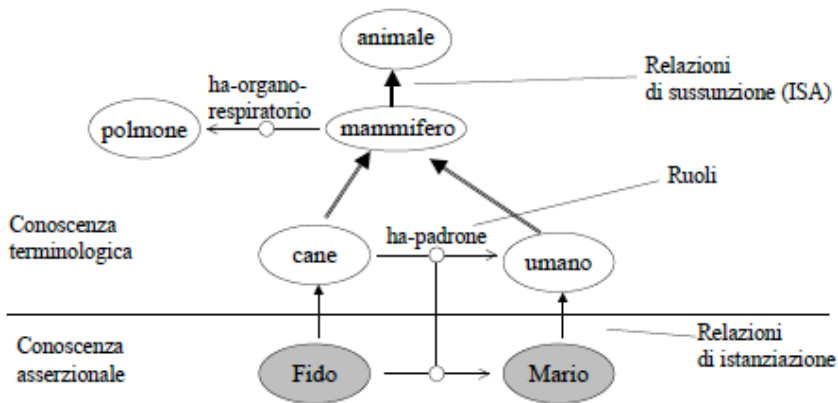 animale
Relazioni
di sussunzione (ISA)
ha-organo-
respiratorio
polmone
mammifero
Ruoli
Conoscenza
terminologica
ha-padrone
cane
umano
Relazioni
di istanziazione
Conoscenza
asserzionale
Fido
Mario